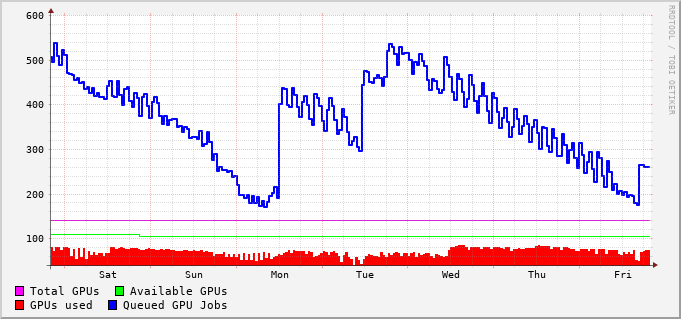 600
500
400
300
200
100
Sat Sun Mon Tue Wed Thu Fri
Total GPUs Available GPUs
GPUs used Queued GPU Jobs
RRDTOOL / TOBI OETIKER